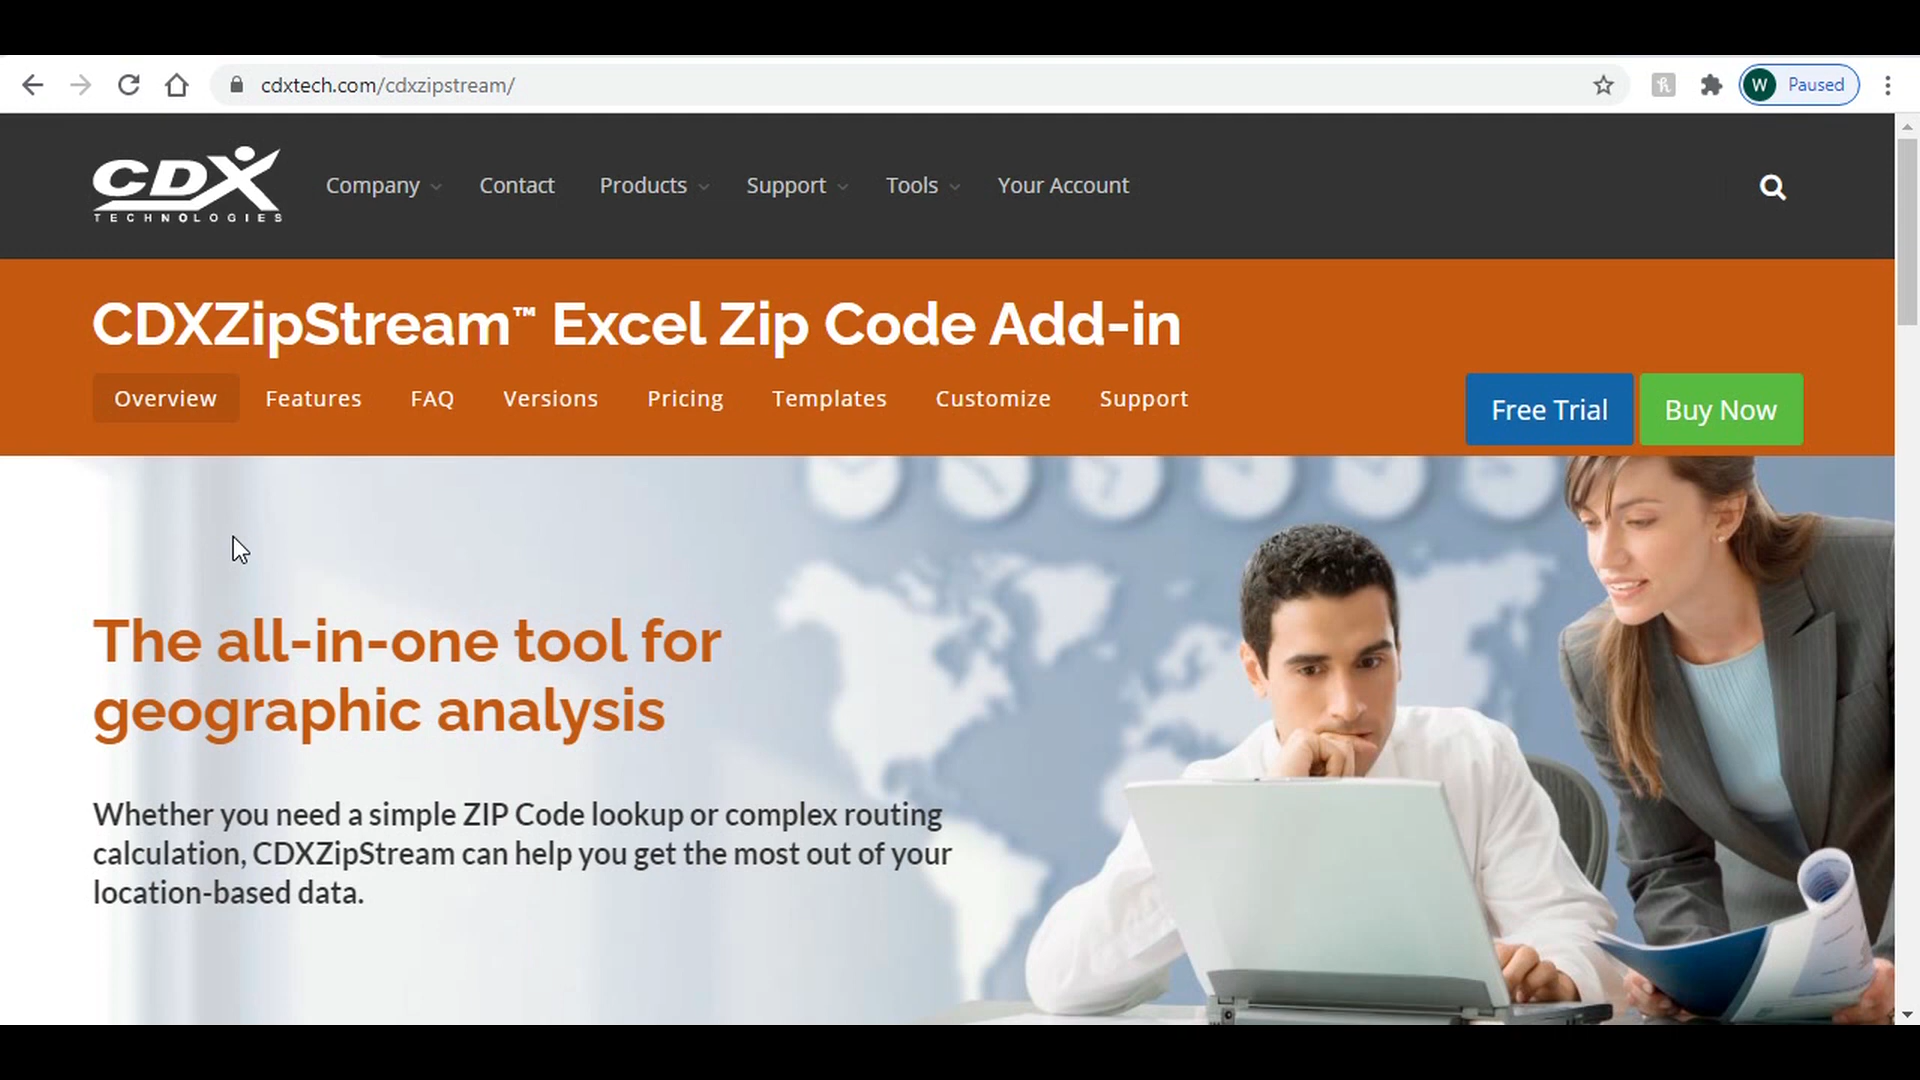 cdxtech.com/cdxzipstream/
W Paused
CDX
TECHNOLOGIES
Company Contact Products Support Tools Your Account
CDXZipStream™ Excel Zip Code Add-in
Overview Features FAQ Versions Pricing Templates Customize Support
Free Trial Buy Now
The all-in-one tool for
geographic analysis
Whether you need a simple ZIP Code lookup or complex routing
calculation, CDXZipStream can help you get the most out of your
location-based data.